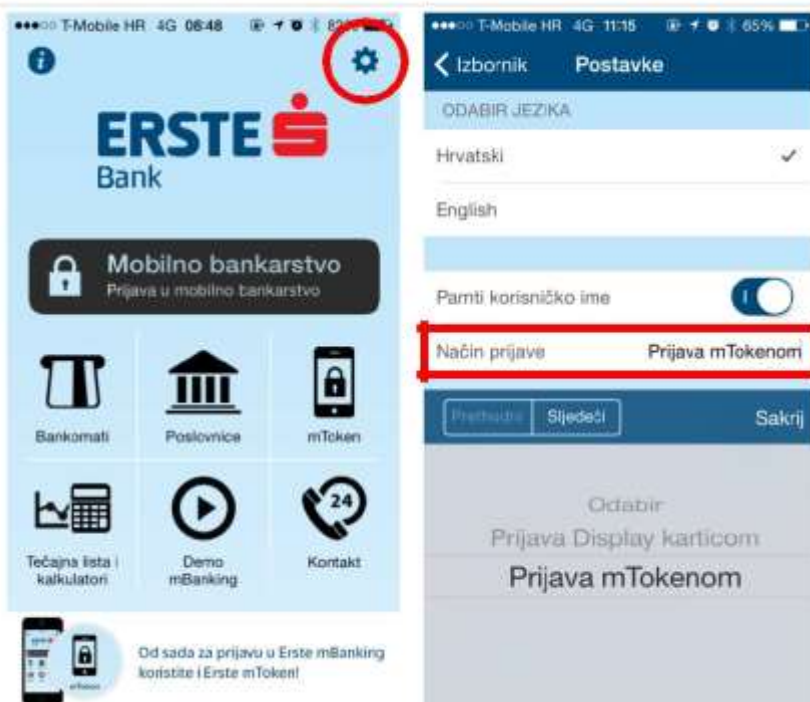 T-Mobile HR 4G 08:48
ERSTE
Bank
Mobilno bankarstvo
Prijava u mobilno bankarstvo
Bankomati
Poslovnice
mToken
24
Tečajna lista i
kalkulatori
Demo
mBanking
Kontakt
Od sada za prijavu u Erste mBanking
koristite i Erste mToken!
T-Mobile HR 4G 11:15 65%
Izbornik Postavke
ODABIR JEZIKA
Hrvatski
English
Pamti korisničko ime
Način prijave Prijava mTokenom
Prethodni Sljedeći Sakrij
Odabir
Prijava Display karticom
Prijava mTokenom